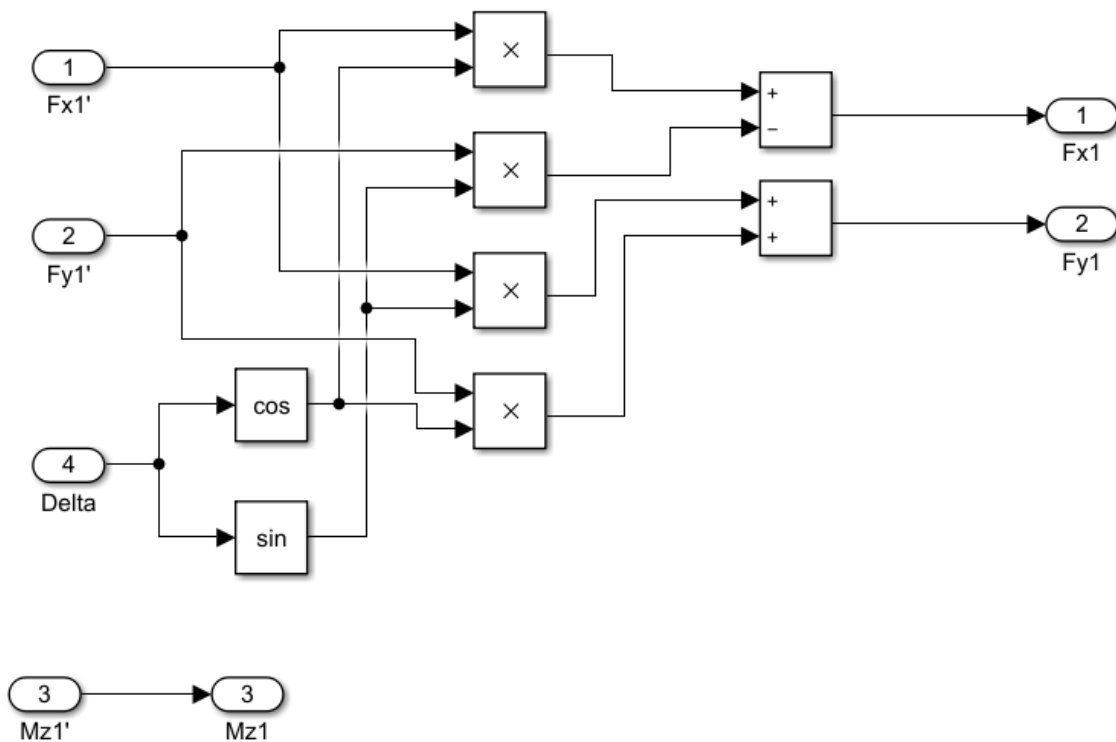 1
Fx1'
2
Fy1'
4
Delta
cos
sin
×
×
×
×
+
−
+
+
1
Fx1
2
Fy1
3
Mz1'
3
Mz1